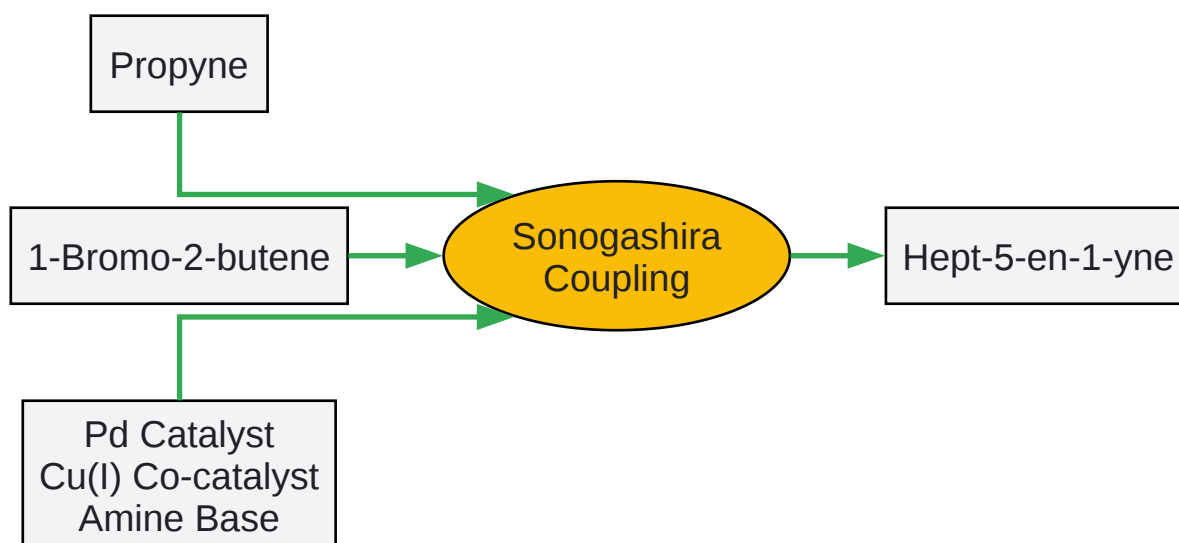 Propyne
1-Bromo-2-butene
Sonogashira
Coupling
Hept-5-en-1-yne
Pd Catalyst
Cu(I) Co-catalyst
Amine Base